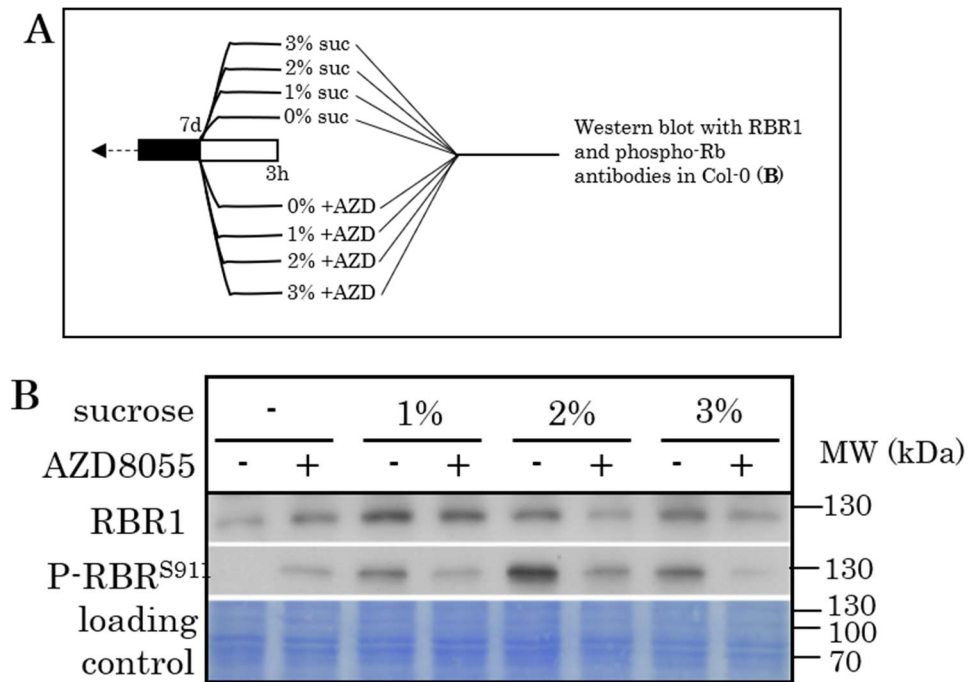 A
3% suc
2% suc
1% suc
0% suc
7d
3h
0% +AZD
1% +AZD
2% +AZD
3% +AZD
Western blot with RBR1
and phospho-Rb
antibodies in Col-0 (B)
B
sucrose - 1% 2% 3%
AZD8055 - + - + - + - + MW (kDa)
RBR1 130
P-RBRS911 130
loading
control
130
100
70